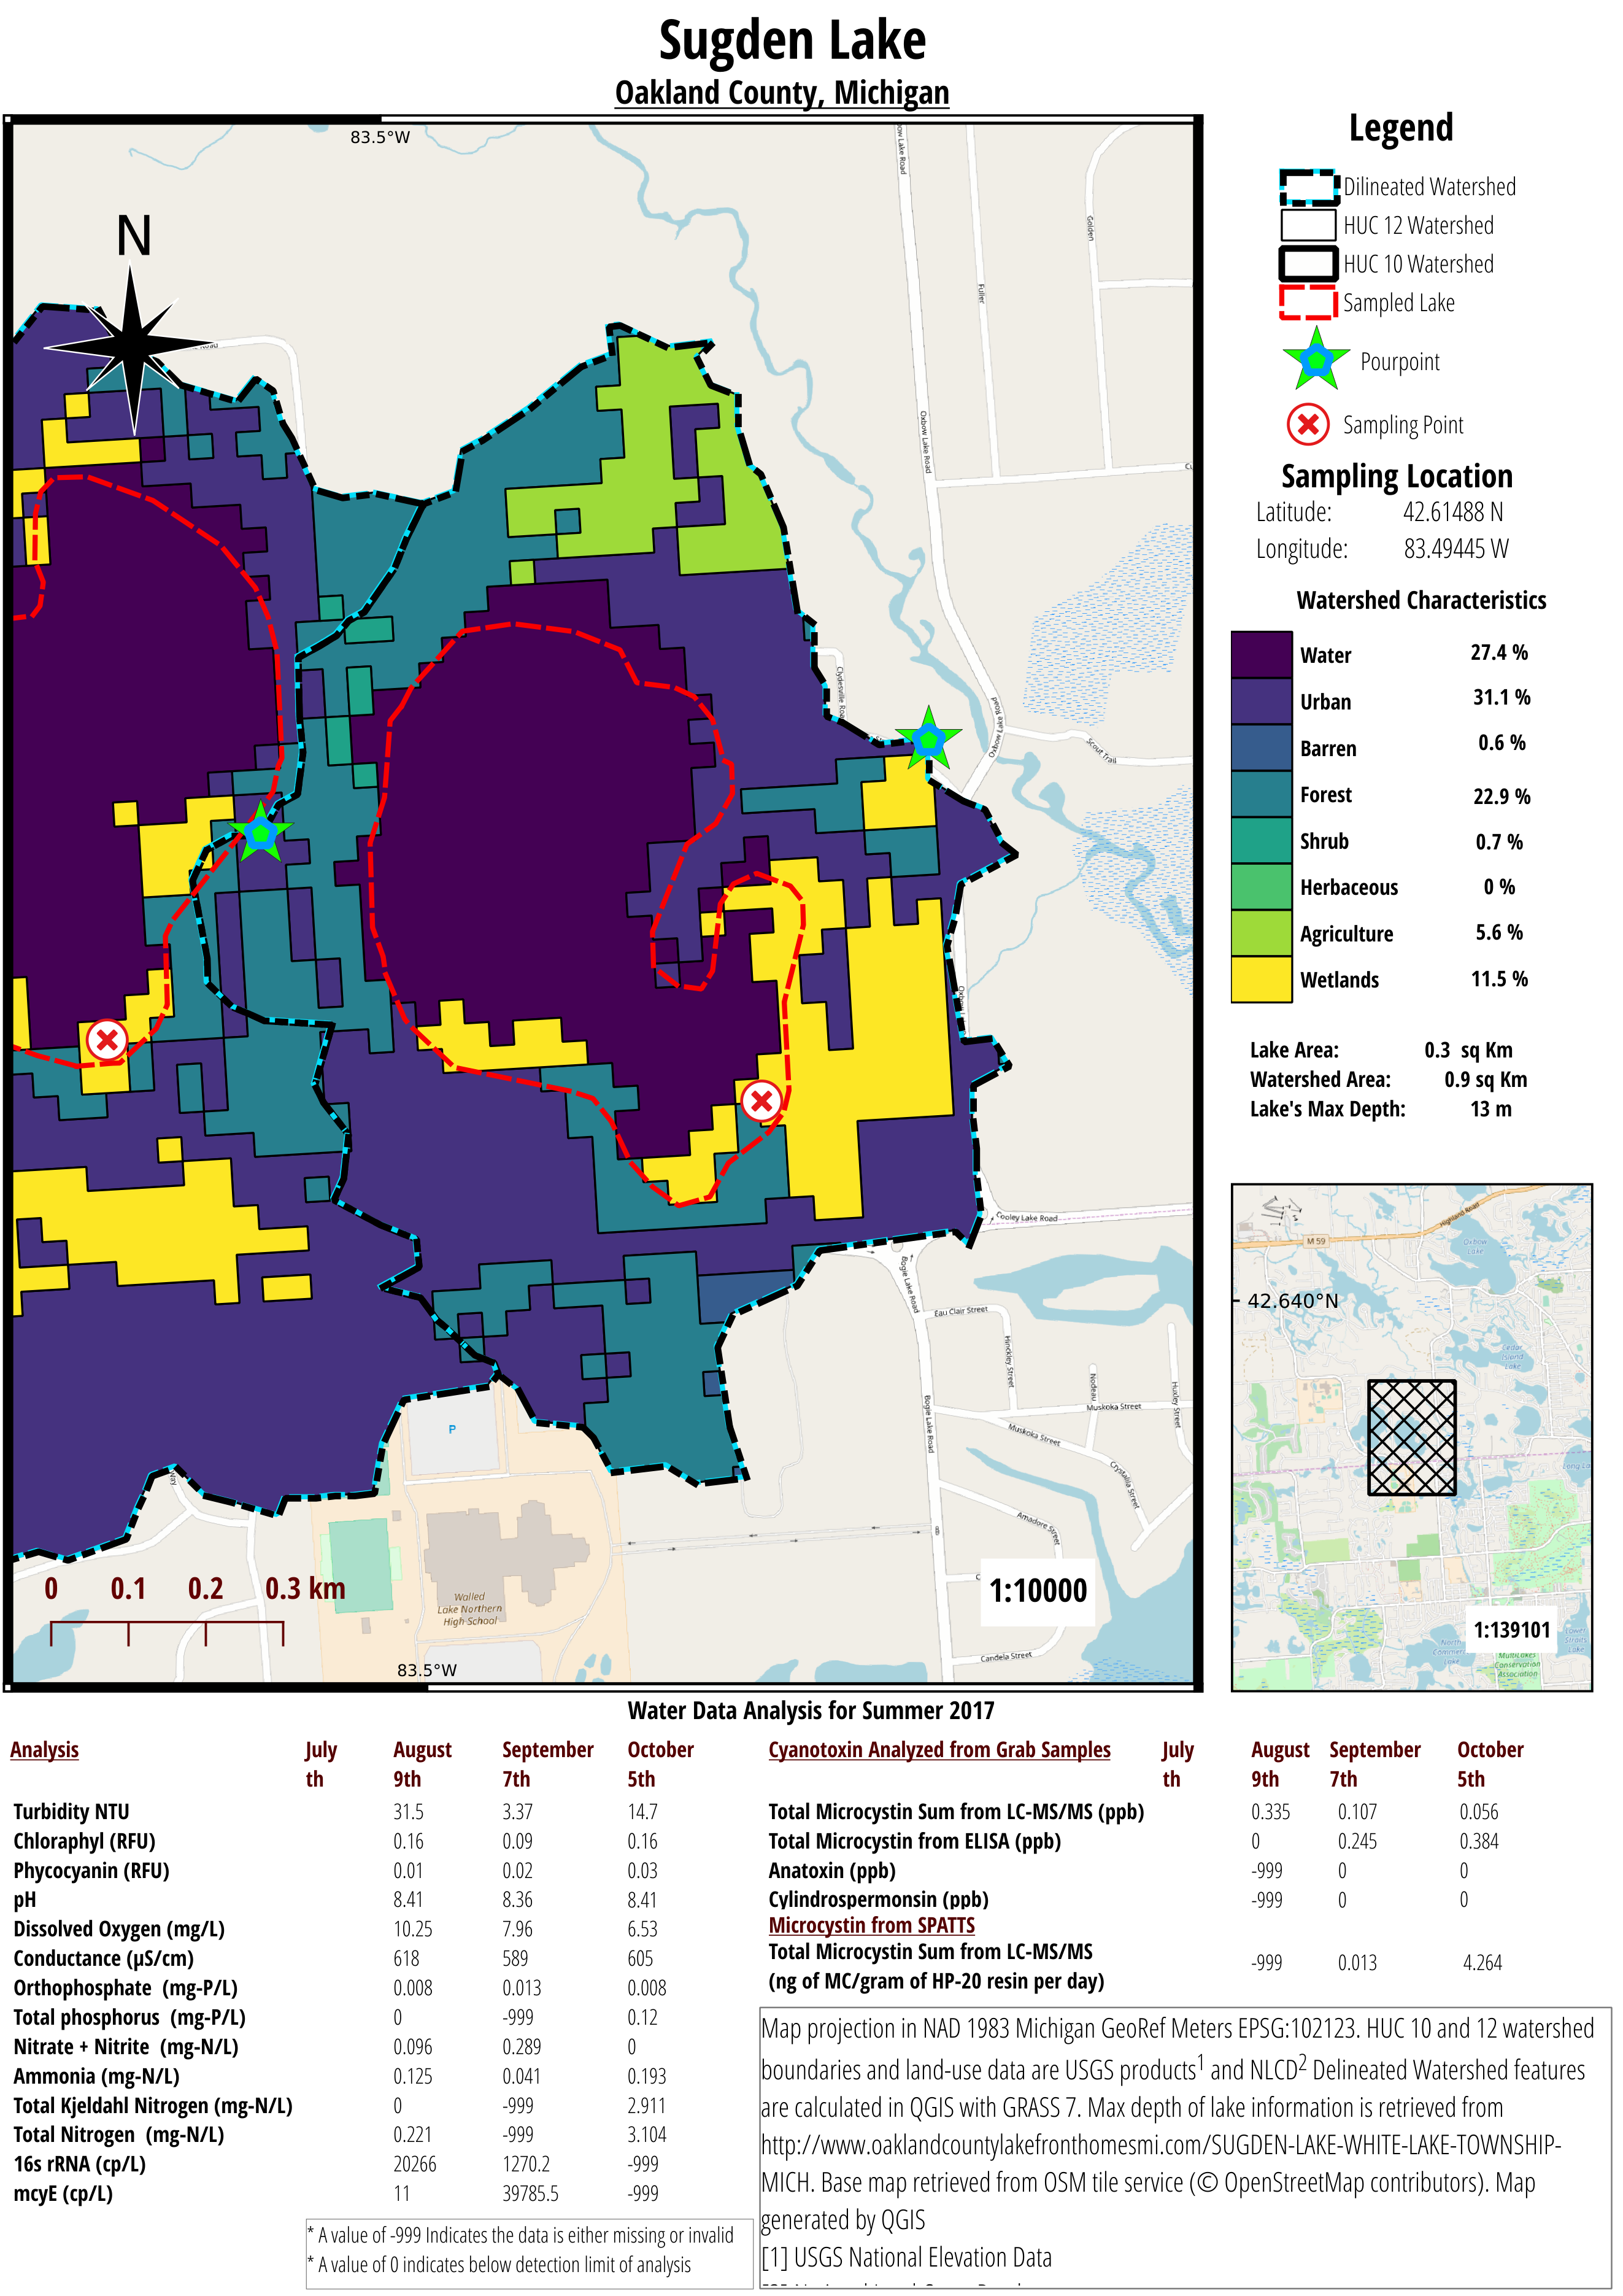 Sugden Lake
Oakland County, Michigan
83.5°W
N
Road
Oxbow Lake Road
Golden
Fuller
Oxbow Lake Road
Clydesville Road
Oxbow Lake Road
Scout Trail
Cooley Lake Road
Bogie Lake Road
Eau Clair Street
Hinckley Street
Nodeau
Huxley Street
Muskoka Street
Muskoka Street
Bogie Lake Road
Crystalia Street
Amadore Street
P
Way
Walled
Lake Northern
High School
Candela Street
0 0.1 0.2 0.3 km
1:10000
83.5°W
Legend
Dilineated Watershed
HUC 12 Watershed
HUC 10 Watershed
Sampled Lake
Pourpoint
Sampling Point
Sampling Location
Latitude: 42.61488 N
Longitude: 83.49445 W
Watershed Characteristics
Water 27.4 %
Urban 31.1 %
Barren 0.6 %
Forest 22.9 %
Shrub 0.7 %
Herbaceous 0 %
Agriculture 5.6 %
Wetlands 11.5 %
Lake Area: 0.3 sq Km
Watershed Area: 0.9 sq Km
Lake's Max Depth: 13 m
Highland Road
M 59
Oxbow
Lake
42.640°N
Cedar
Island
Lake
Long La
1:139101
North
Commerce
Lake
Lower
Straits
Lake
MultiLakes
Conservation
Association
Water Data Analysis for Summer 2017
Analysis July August September October
th 9th 7th 5th
Turbidity NTU 31.5 3.37 14.7
Chloraphyl (RFU) 0.16 0.09 0.16
Phycocyanin (RFU) 0.01 0.02 0.03
pH 8.41 8.36 8.41
Dissolved Oxygen (mg/L) 10.25 7.96 6.53
Conductance (µS/cm) 618 589 605
Orthophosphate (mg-P/L) 0.008 0.013 0.008
Total phosphorus (mg-P/L) 0 -999 0.12
Nitrate + Nitrite (mg-N/L) 0.096 0.289 0
Ammonia (mg-N/L) 0.125 0.041 0.193
Total Kjeldahl Nitrogen (mg-N/L) 0 -999 2.911
Total Nitrogen (mg-N/L) 0.221 -999 3.104
16s rRNA (cp/L) 20266 1270.2 -999
mcyE (cp/L) 11 39785.5 -999
* A value of -999 Indicates the data is either missing or invalid
* A value of 0 indicates below detection limit of analysis
Cyanotoxin Analyzed from Grab Samples July August September October
th 9th 7th 5th
Total Microcystin Sum from LC-MS/MS (ppb) 0.335 0.107 0.056
Total Microcystin from ELISA (ppb) 0 0.245 0.384
Anatoxin (ppb) -999 0 0
Cylindrospermonsin (ppb) -999 0 0
Microcystin from SPATTS
Total Microcystin Sum from LC-MS/MS
(ng of MC/gram of HP-20 resin per day) -999 0.013 4.264
Map projection in NAD 1983 Michigan GeoRef Meters EPSG:102123. HUC 10 and 12 watershed
boundaries and land-use data are USGS products1 and NLCD2 Delineated Watershed features
are calculated in QGIS with GRASS 7. Max depth of lake information is retrieved from
http://www.oaklandcountylakefronthomesmi.com/SUGDEN-LAKE-WHITE-LAKE-TOWNSHIP-
MICH. Base map retrieved from OSM tile service (© OpenStreetMap contributors). Map
generated by QGIS
[1] USGS National Elevation Data